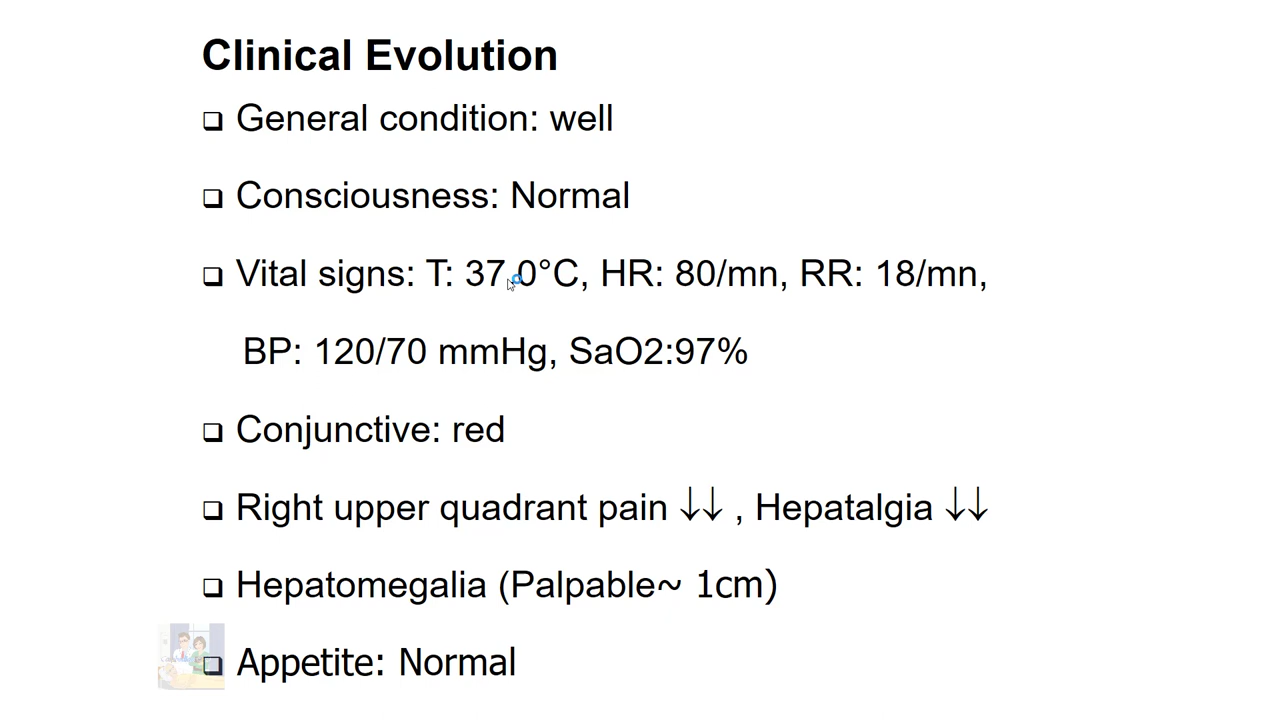 Clinical Evolution
❑ General condition: well
❑ Consciousness: Normal
❑ Vital signs: T: 37.0°C, HR: 80/mn, RR: 18/mn,
BP: 120/70 mmHg, SaO2:97%
❑ Conjunctive: red
❑ Right upper quadrant pain ↓↓ , Hepatalgia ↓↓
❑ Hepatomegalia (Palpable~ 1cm)
❑ Appetite: Normal